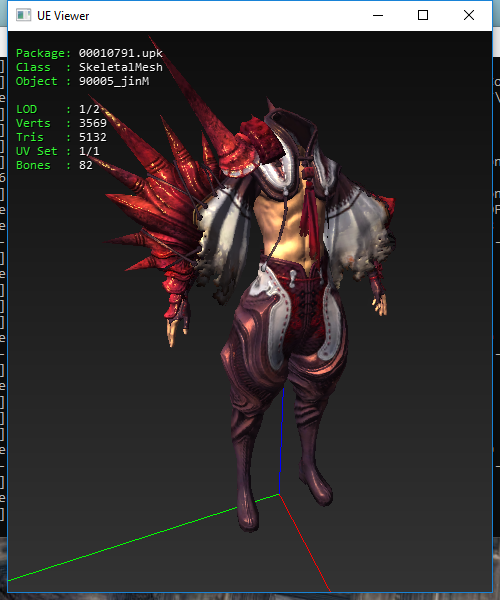 UE Viewer
Package: 00010791.upk
Class  : SkeletalMesh
Object : 90005_jinM
LOD    : 1/2
Verts  : 3569
Tris   : 5132
UV Set : 1/1
Bones  : 82